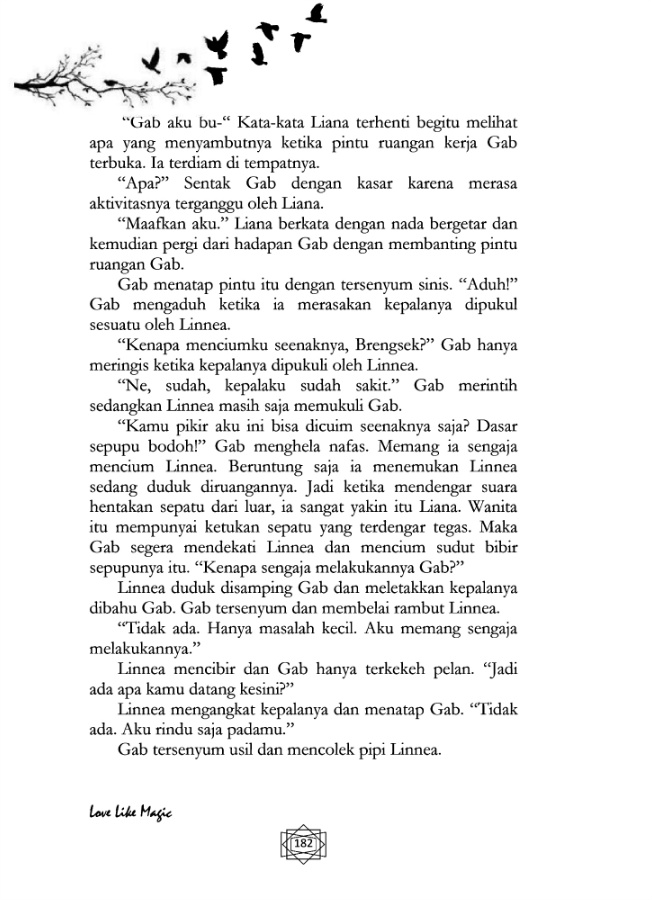 “Gab aku bu-“ Kata-kata Liana terhenti begitu melihat
apa yang menyambutnya ketika pintu ruangan kerja Gab
terbuka. Ia terdiam di tempatnya.
“Apa?” Sentak Gab dengan kasar karena merasa
aktivitasnya terganggu oleh Liana.
“Maafkan aku.” Liana berkata dengan nada bergetar dan
kemudian pergi dari hadapan Gab dengan membanting pintu
ruangan Gab.
Gab menatap pintu itu dengan tersenyum sinis. “Aduh!”
Gab mengaduh ketika ia merasakan kepalanya dipukul
sesuatu oleh Linnea.
“Kenapa menciumku seenaknya, Brengsek?” Gab hanya
meringis ketika kepalanya dipukuli oleh Linnea.
“Ne, sudah, kepalaku sudah sakit.” Gab merintih
sedangkan Linnea masih saja memukuli Gab.
“Kamu pikir aku ini bisa dicuim seenaknya saja? Dasar
sepupu bodoh!” Gab menghela nafas. Memang ia sengaja
mencium Linnea. Beruntung saja ia menemukan Linnea
sedang duduk diruangannya. Jadi ketika mendengar suara
hentakan sepatu dari luar, ia sangat yakin itu Liana. Wanita
itu mempunyai ketukan sepatu yang terdengar tegas. Maka
Gab segera mendekati Linnea dan mencium sudut bibir
sepupunya itu. “Kenapa sengaja melakukannya Gab?”
Linnea duduk disamping Gab dan meletakkan kepalanya
dibahu Gab. Gab tersenyum dan membelai rambut Linnea.
“Tidak ada. Hanya masalah kecil. Aku memang sengaja
melakukannya.”
Linnea mencibir dan Gab hanya terkekeh pelan. “Jadi
ada apa kamu datang kesini?”
Linnea mengangkat kepalanya dan menatap Gab. “Tidak
ada. Aku rindu saja padamu.”
Gab tersenyum usil dan mencolek pipi Linnea.
Love Like Magic
182